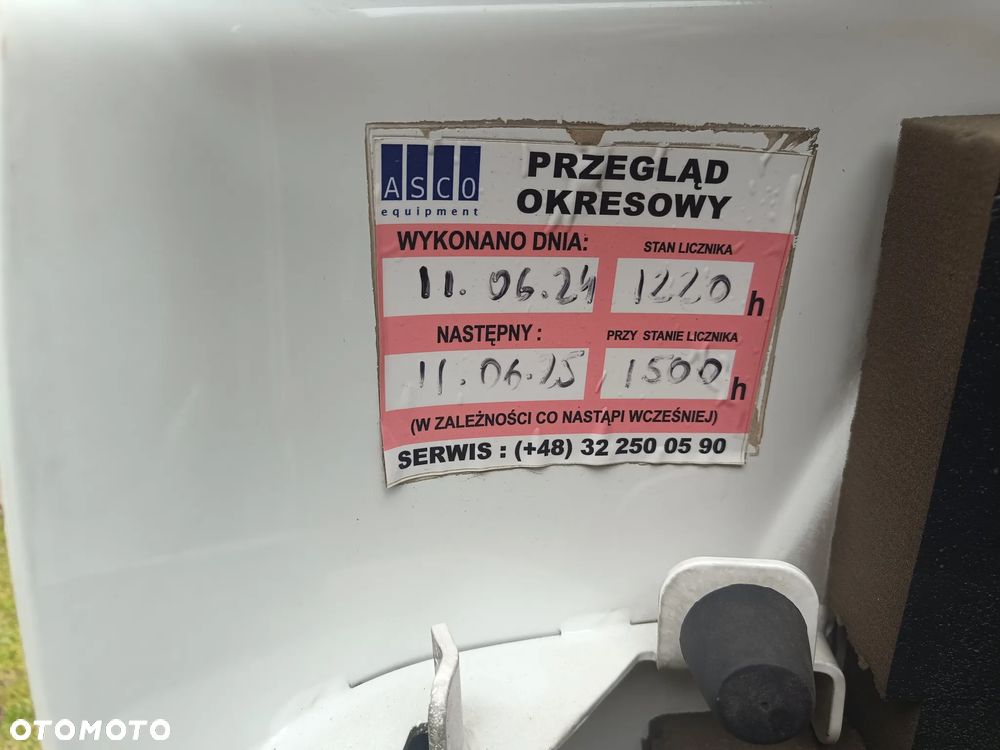 ASCO
equipment
PRZEGLĄD
OKRESOWY
WYKONANO DNIA:
STAN LICZNIKA
11.06.24
1220 h
NASTĘPNY :
PRZY STANIE LICZNIKA
11.06.25
1500 h
(W ZALEŻNOŚCI CO NASTĄPI WCZEŚNIEJ)
SERWIS : (+48) 32 250 05 90
OTOMOTO